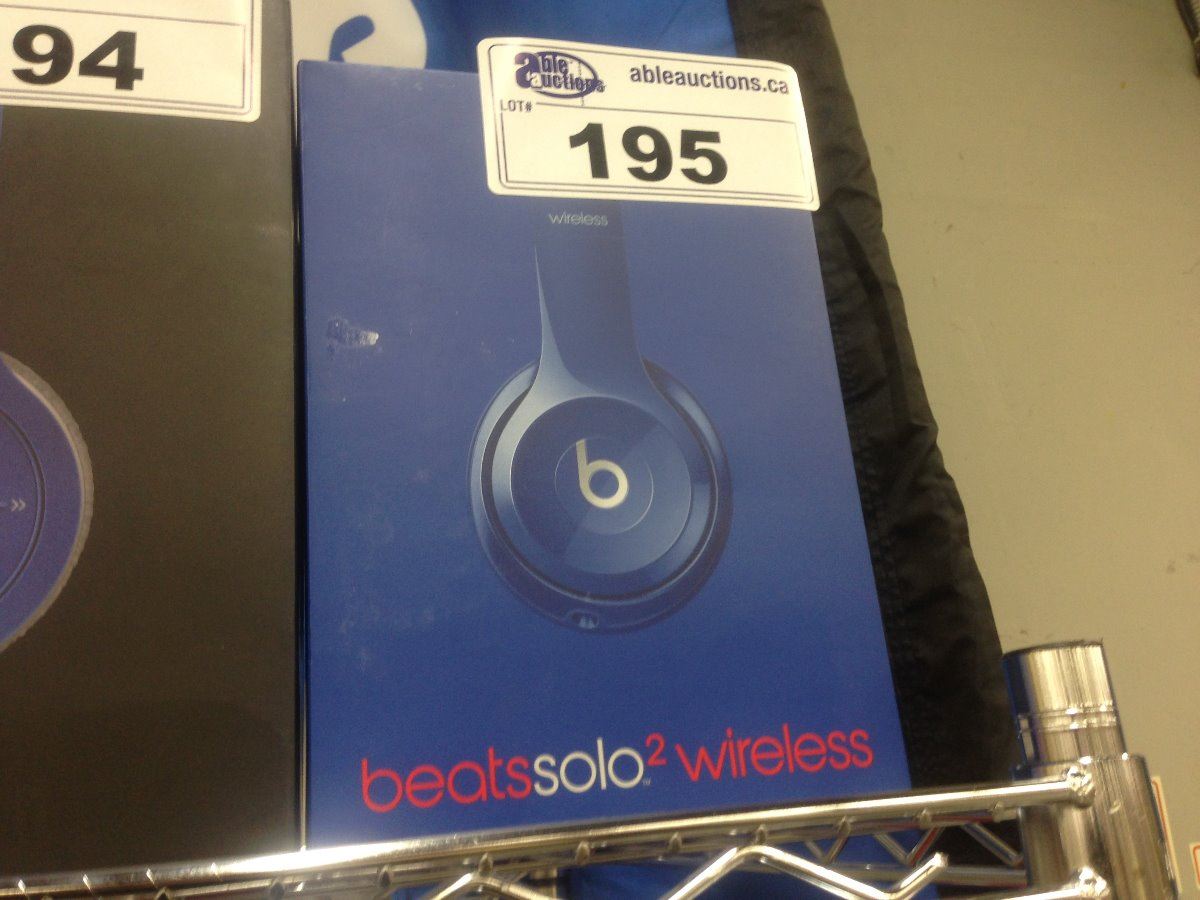 94
able
auctions
ableauctions.ca
LOT#
195
wireless
b
beatssolo2 wireless